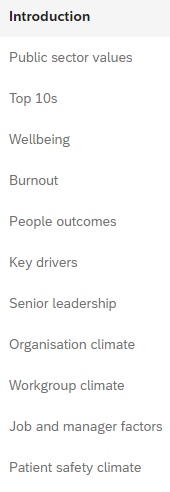 Introduction
Public sector values
Top 10s
Wellbeing
Burnout
People outcomes
Key drivers
Senior leadership
Organisation climate
Workgroup climate
Job and manager factors
Patient safety climate